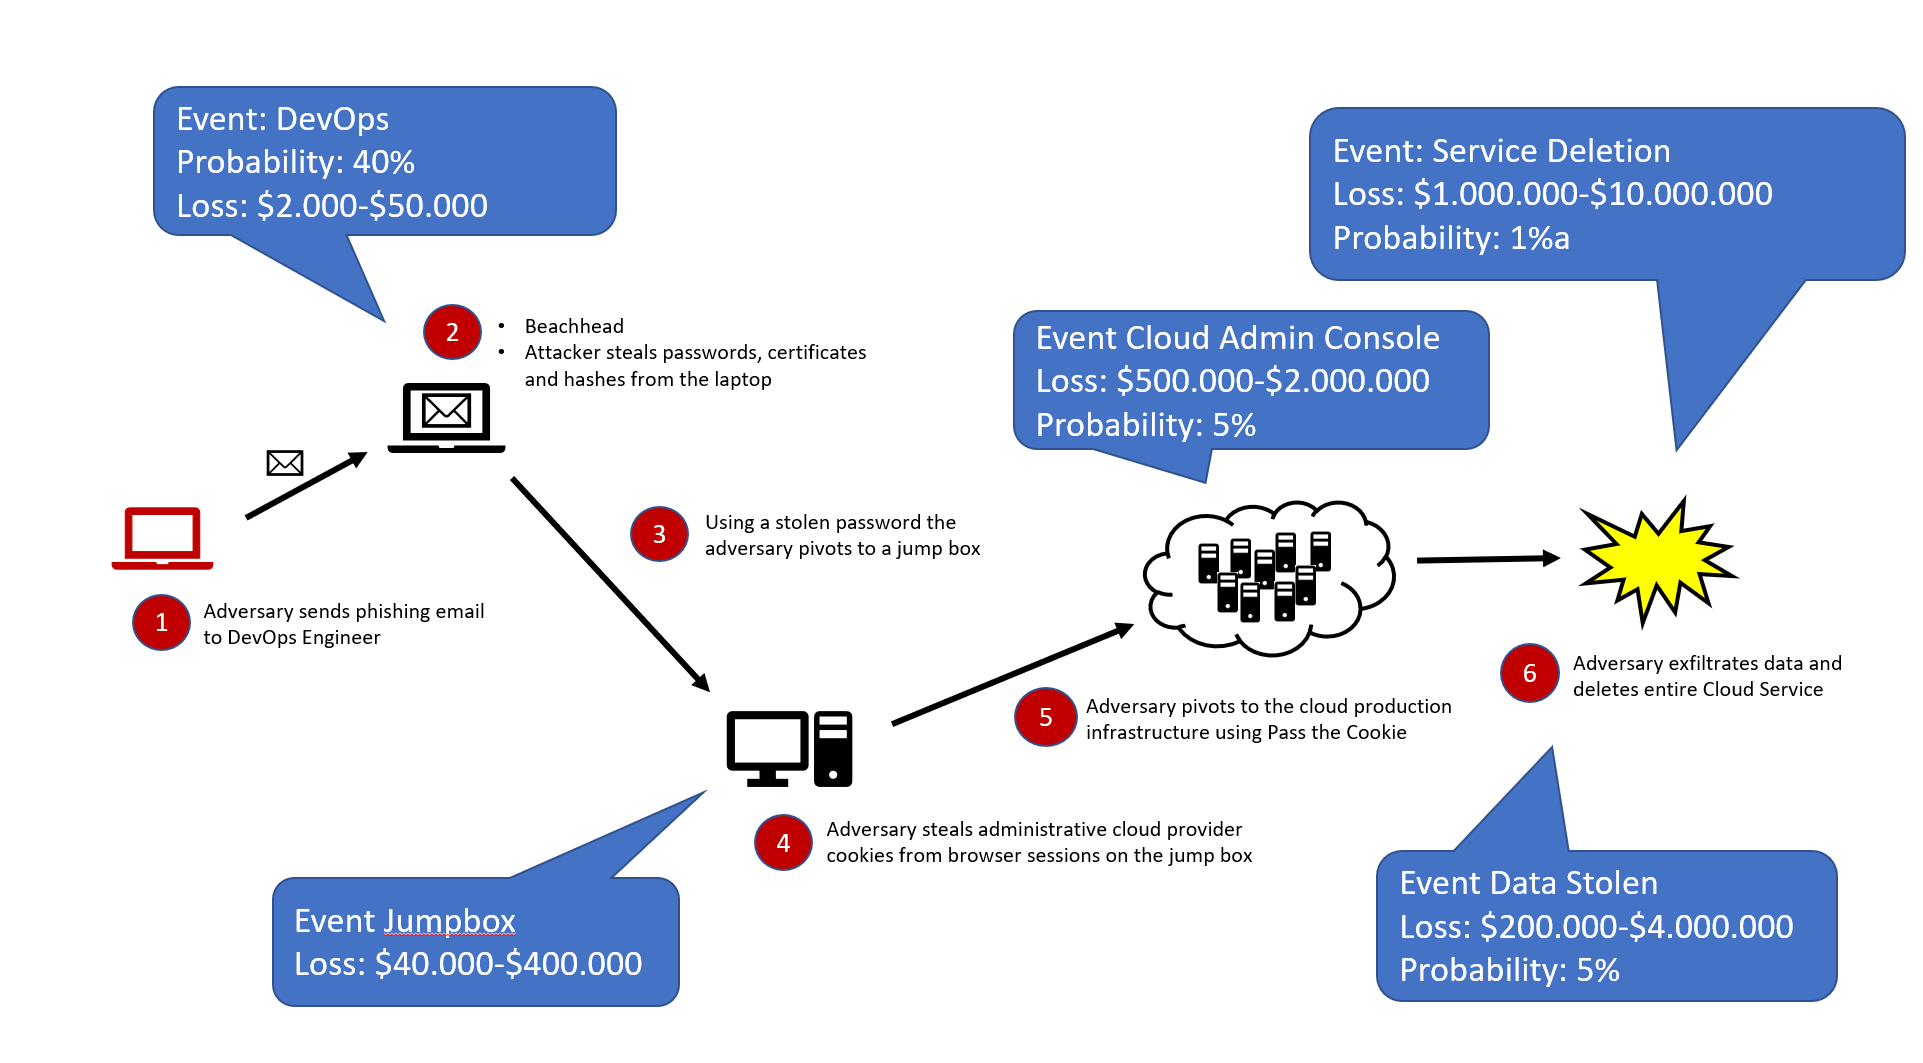 Event: DevOps
Probability: 40%
Loss: $2.000-$50.000
Event: Service Deletion
Loss: $1.000.000-$10.000.000
Probability: 1%a
2
• Beachhead
• Attacker steals passwords, certificates
and hashes from the laptop
Event Cloud Admin Console
Loss: $500.000-$2.000.000
Probability: 5%
3
Using a stolen password the
adversary pivots to a jump box
1
Adversary sends phishing email
to DevOps Engineer
5
Adversary pivots to the cloud production
infrastructure using Pass the Cookie
6
Adversary exfiltrates data and
deletes entire Cloud Service
4
Adversary steals administrative cloud provider
cookies from browser sessions on the jump box
Event Jumpbox
Loss: $40.000-$400.000
Event Data Stolen
Loss: $200.000-$4.000.000
Probability: 5%